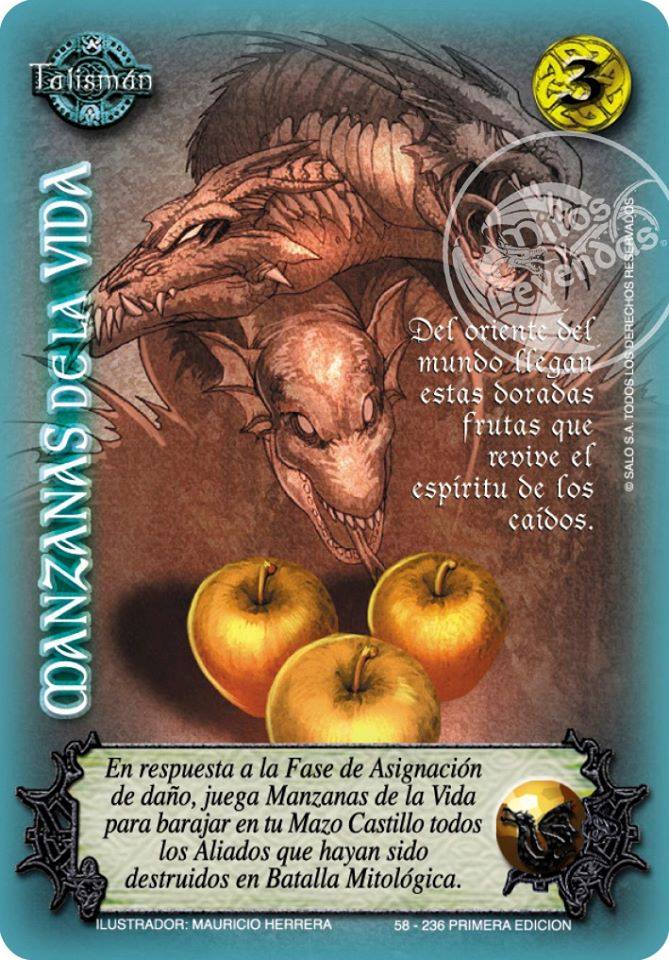 Talismán
3
MANZANAS DE LA VIDA
Mitos
y
Leyendas
Del oriente del
mundo llegan
estas doradas
frutas que
revive el
espíritu de los
caídos.
© SALO S.A. TODOS LOS DERECHOS RESERVADOS
En respuesta a la Fase de Asignación
de daño, juega Manzanas de la Vida
para barajar en tu Mazo Castillo todos
los Aliados que hayan sido
destruidos en Batalla Mitológica.
ILUSTRADOR: MAURICIO HERRERA
58 - 236 PRIMERA EDICION